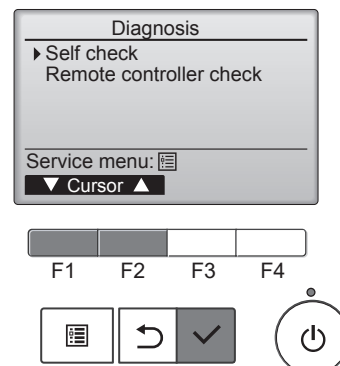 Diagnosis
Self check
Remote controller check
Service menu:
▼ Cursor ▲
F1 F2 F3 F4